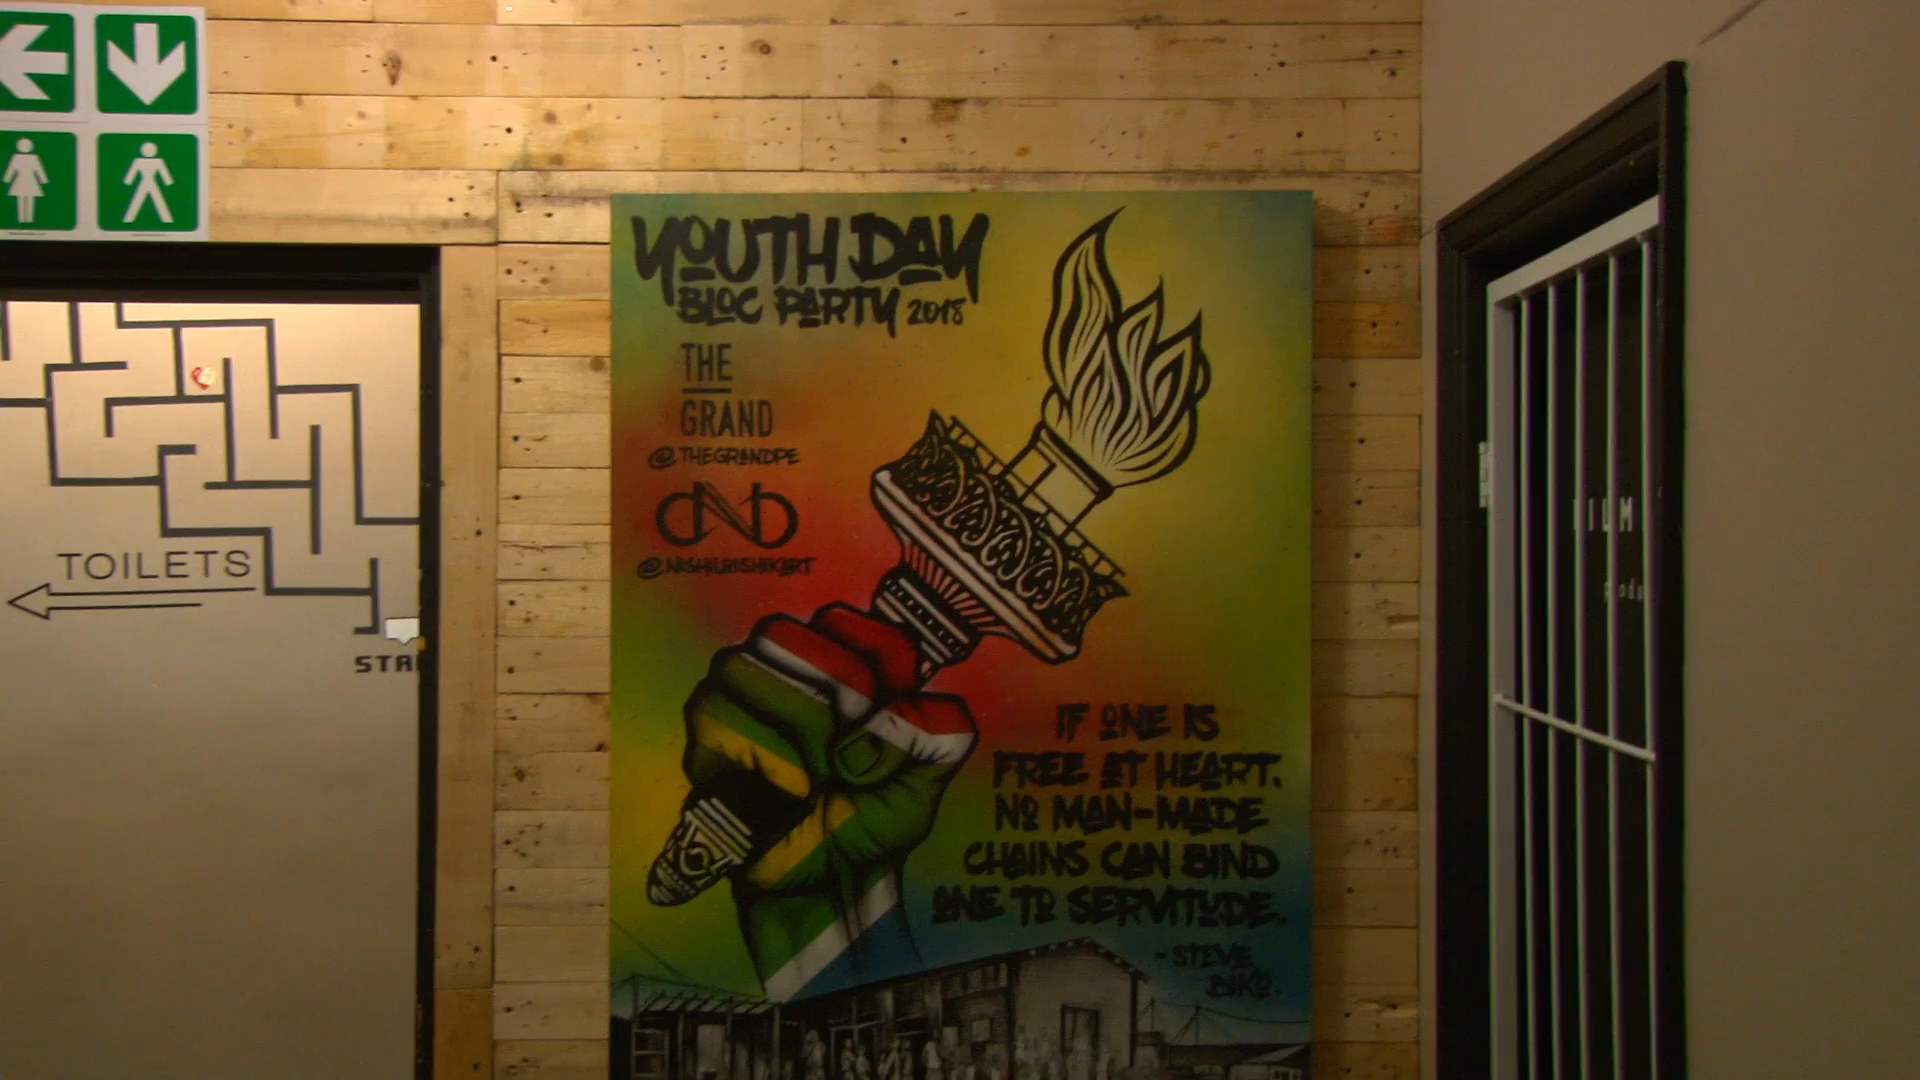 YOUTH DAY
BLOC PARTY 2018
THE
GRAND
@THEGRANDPE
@NISHILBISHIKART
TOILETS
IF ONE IS
FREE AT HEART.
NO MAN-MADE
CHAINS CAN BIND
ONE TO SERVITUDE.
- STEVE
BIKO.